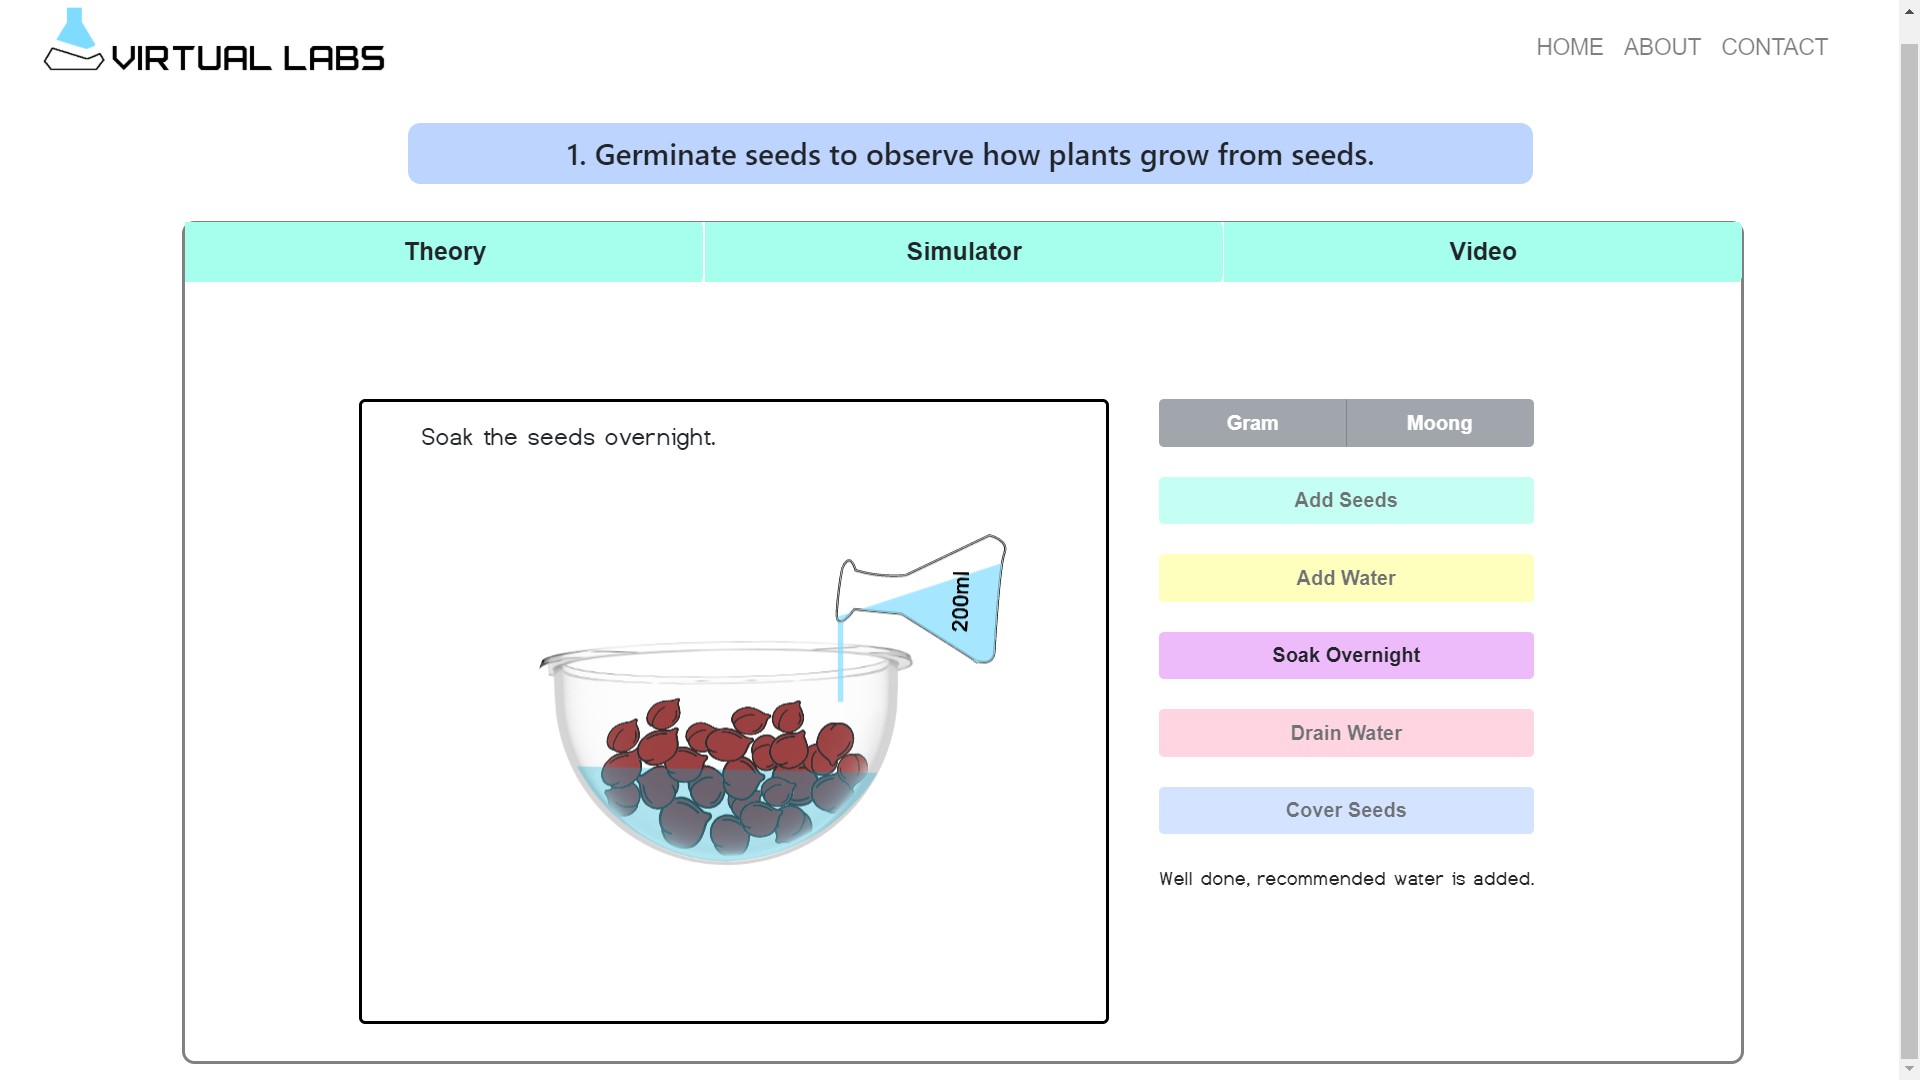 VIRTUAL LABS
HOME ABOUT CONTACT
1. Germinate seeds to observe how plants grow from seeds.
Theory
Simulator
Video
Soak the seeds overnight.
200ml
Gram
Moong
Add Seeds
Add Water
Soak Overnight
Drain Water
Cover Seeds
Well done, recommended water is added.